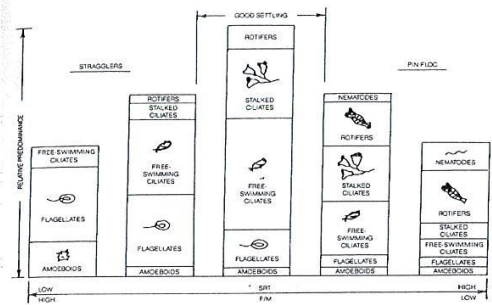 GOOD SETTLING
STRAGGLERS
PIN FLOC
RELATIVE PREDOMINANCE
FREE-SWIMMING
CILIATES
FLAGELLATES
AMOEBOIDS
ROTIFERS
STALKED
CILIATES
FREE-
SWIMMING
CILIATES
FLAGELLATES
AMOEBOIDS
ROTIFERS
STALKED
CILIATES
FREE-
SWIMMING
CILIATES
FLAGELLATES
AMOEBOIDS
NEMATODES
ROTIFERS
STALKED
CILIATES
FREE-
SWIMMING
CILIATES
FLAGELLATES
AMOEBOIDS
NEMATODES
ROTIFERS
STALKED
CILIATES
FREE-SWIMMING
CILIATES
FLAGELLATES
AMOEBOIDS
LOW SRT HIGH
HIGH F/M LOW